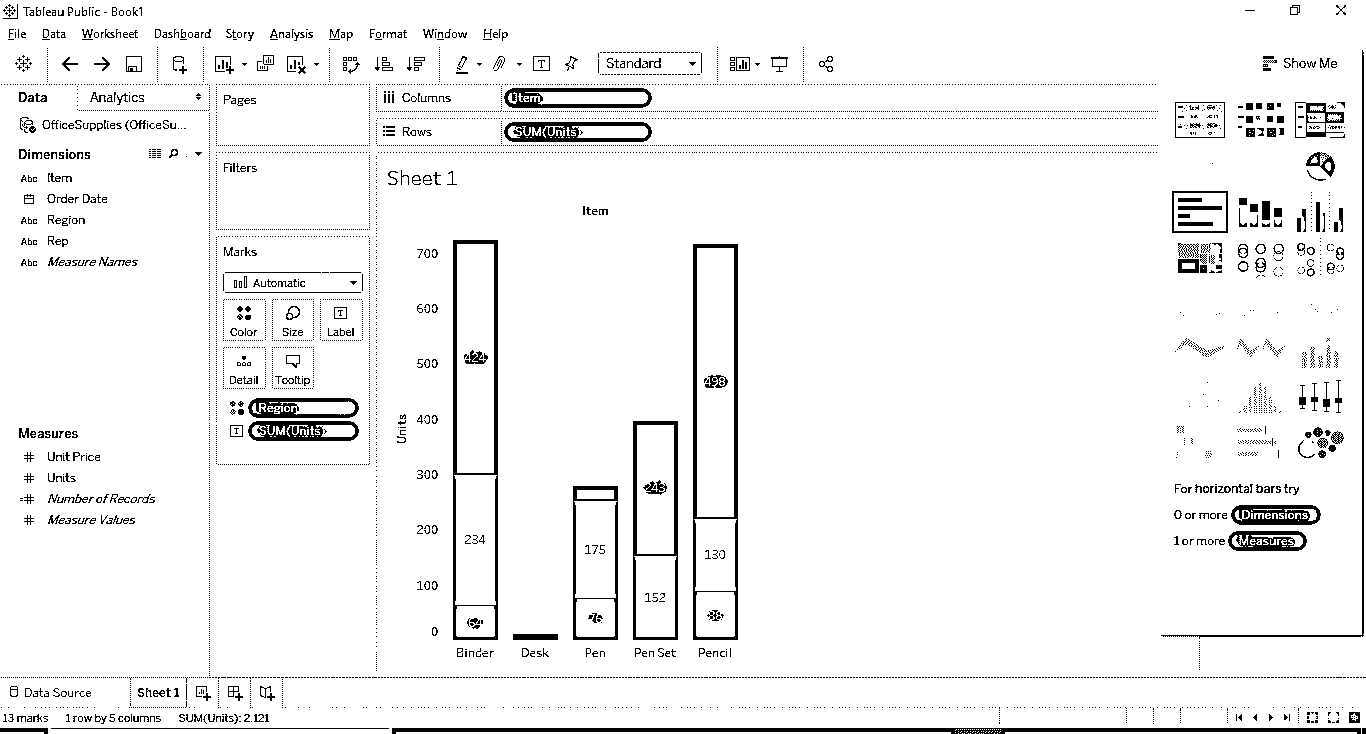 Tableau Public - Book1
File Data Worksheet Dashboard Story Analysis Map Format Window Help
Standard
Show Me
Data Analytics
Pages
Columns Item
OfficeSupplies (OfficeSu...
Rows SUM(Units)
Dimensions
Filters
Abc Item
Order Date
Abc Region
Abc Rep
Abc Measure Names
Sheet 1
Item
Marks
Automatic
Color Size Label
Detail Tooltip
Region
SUM(Units)
Measures
# Unit Price
# Units
=# Number of Records
# Measure Values
Units
700
600
500
400
300
200
100
0
424
234
64
175
76
243
152
498
130
88
Binder Desk Pen Pen Set Pencil
For horizontal bars try
0 or more Dimensions
1 or more Measures
Data Source Sheet 1
13 marks 1 row by 5 columns SUM(Units): 2.121